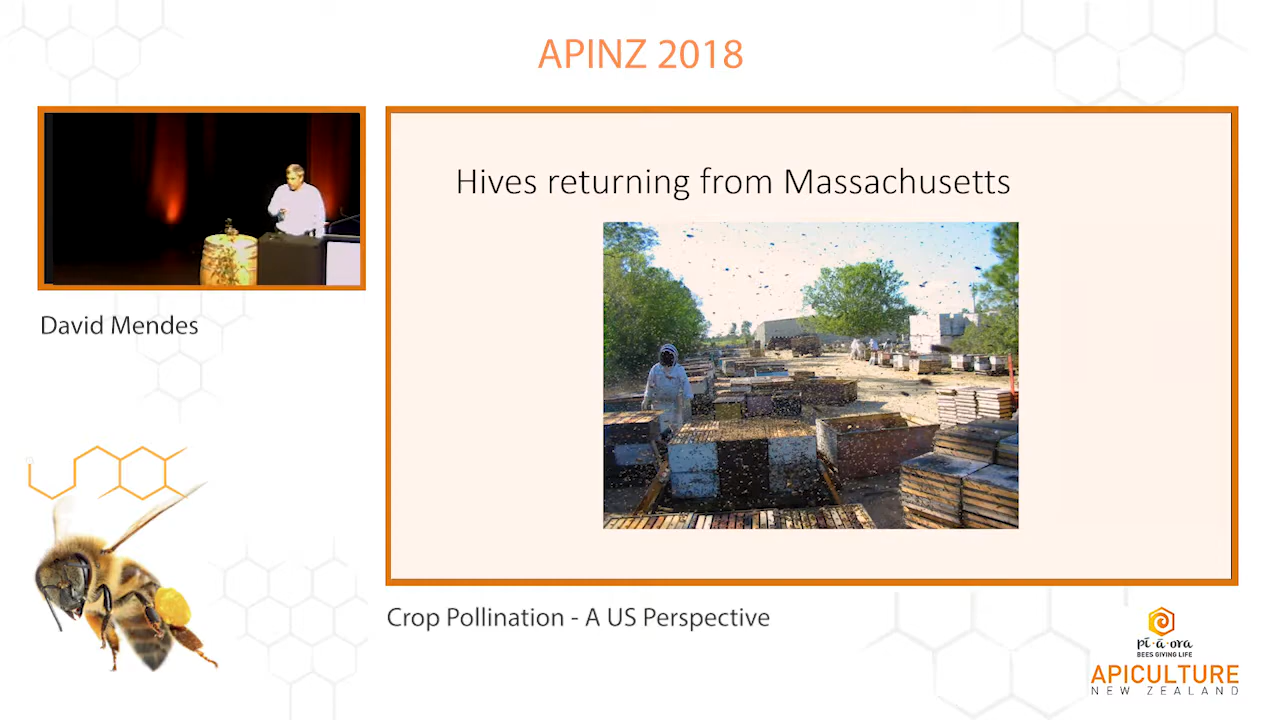 APINZ 2018
David Mendes
Hives returning from Massachusetts
Crop Pollination - A US Perspective
pī-ā-ora
BEES GIVING LIFE
APICULTURE
NEW ZEALAND